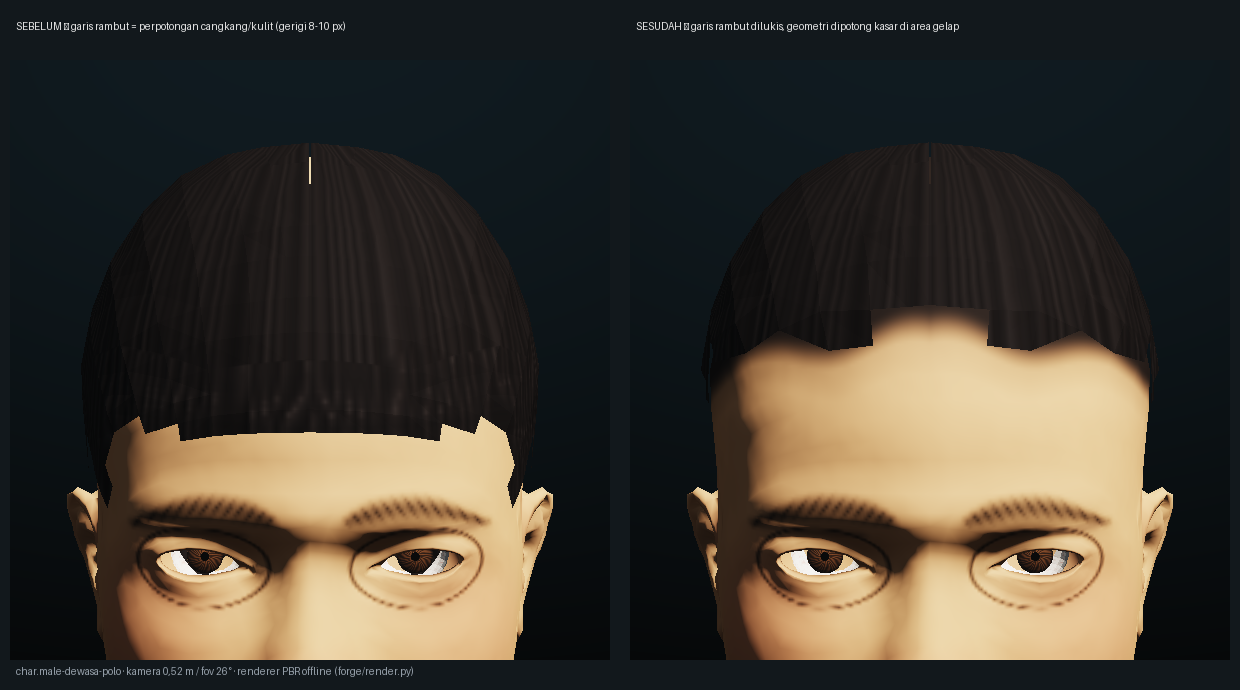 SEBELUM ▯ garis rambut = perpotongan cangkang/kulit (gerigi 8-10 px)
SESUDAH ▯ garis rambut dilukis, geometri dipotong kasar di area gelap
char.male-dewasa-polo · kamera 0,52 m / fov 26° · renderer PBR offline (forge/render.py)